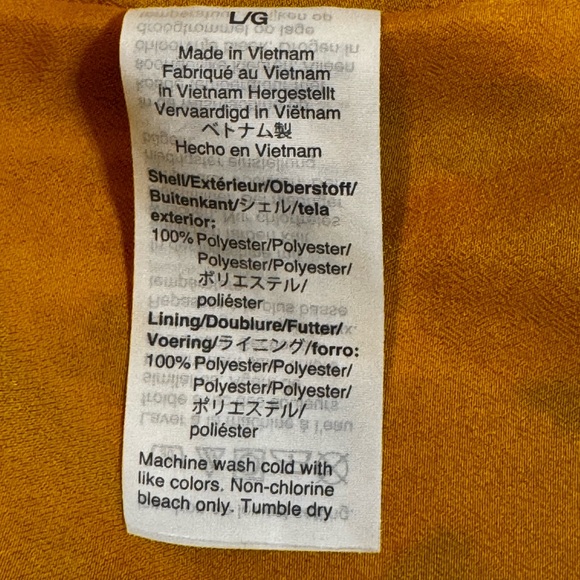 L/G
Made in Vietnam
Fabriqué au Vietnam
in Vietnam Hergestellt
Vervaardigd in Viëtnam
ベトナム製
Hecho en Vietnam
Shell/Extérieur/Oberstoff/
Buitenkant/シェル/tela
exterior:
100% Polyester/Polyester/
Polyester/Polyester/
ポリエステル/
poliéster
Lining/Doublure/Futter/
Voering/ライニング/forro:
100% Polyester/Polyester/
Polyester/Polyester/
ポリエステル/
poliéster
Machine wash cold with
like colors. Non-chlorine
bleach only. Tumble dry